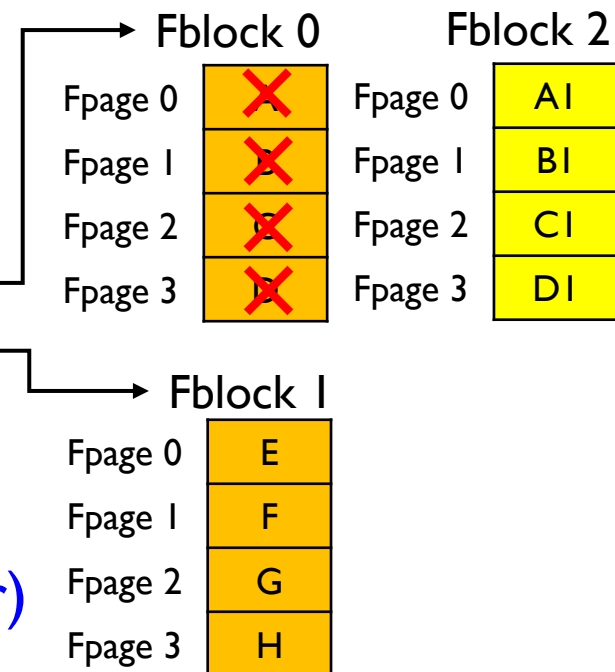 Fblock 0 Fblock 2
Fpage 0 Fpage 0 A1
Fpage 1 Fpage 1 B1
Fpage 2 Fpage 2 C1
Fpage 3 Fpage 3 D1
Fblock 1
Fpage 0 E
Fpage 1 F
Fpage 2 G
Fpage 3 H